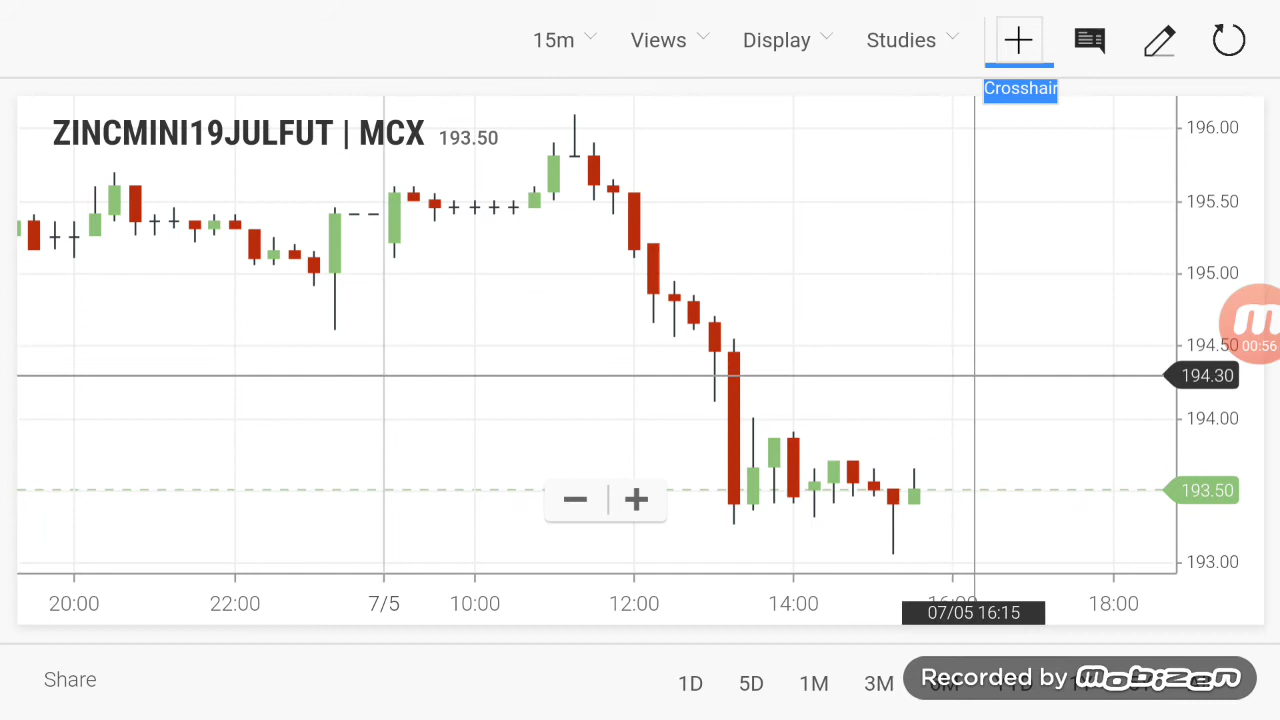 15m Views Display Studies
Crosshair
ZINCMINI19JULFUT | MCX 193.50
196.00
195.50
195.00
194.50
00:56
194.30
194.00
193.50
193.00
20:00 22:00 7/5 10:00 12:00 14:00 16:00 18:00
07/05 16:15
Share 1D 5D 1M 3M
Recorded by mobizen